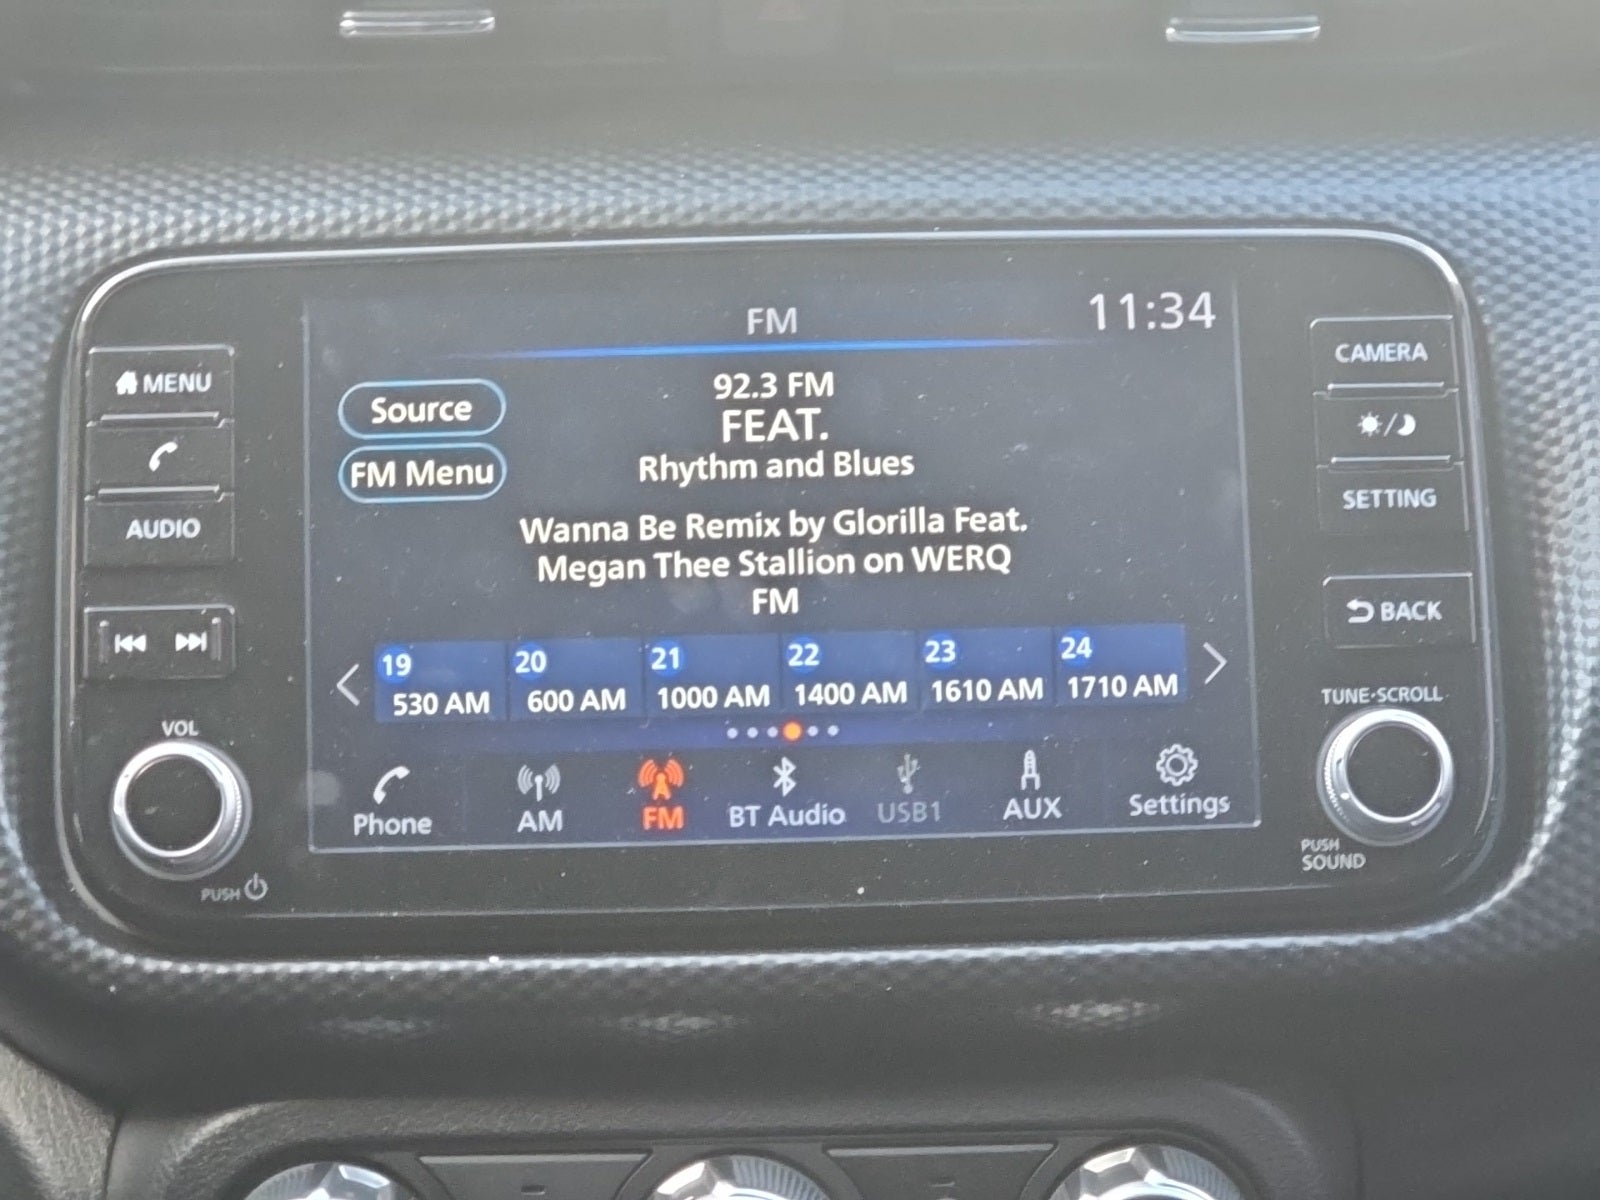 FM
11:34
MENU
CAMERA
Source
92.3 FM
FEAT.
FM Menu
Rhythm and Blues
AUDIO
SETTING
Wanna Be Remix by Glorilla Feat.
Megan Thee Stallion on WERQ
FM
BACK
19 20 21 22 23 24
530 AM 600 AM 1000 AM 1400 AM 1610 AM 1710 AM
VOL
TUNE·SCROLL
Phone AM FM BT Audio USB1 AUX Settings
PUSH
PUSH
SOUND